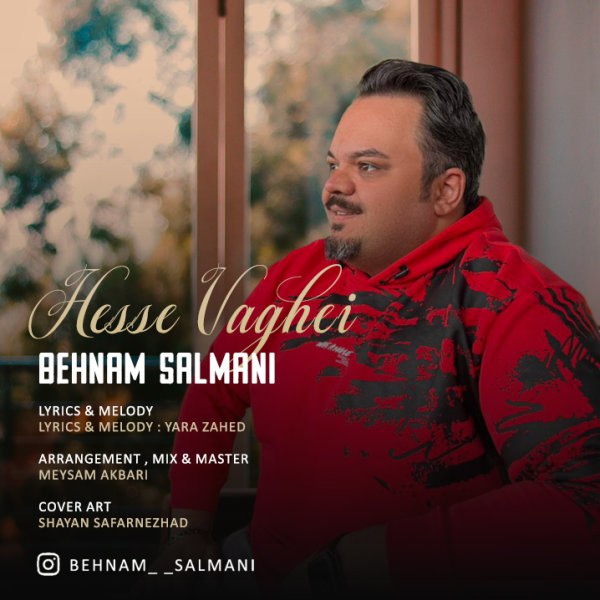 Hesse Vaghei
BEHNAM SALMANI
LYRICS & MELODY
LYRICS & MELODY : YARA ZAHED
ARRANGEMENT , MIX & MASTER
MEYSAM AKBARI
COVER ART
SHAYAN SAFARNEZHAD
BEHNAM_ _SALMANI